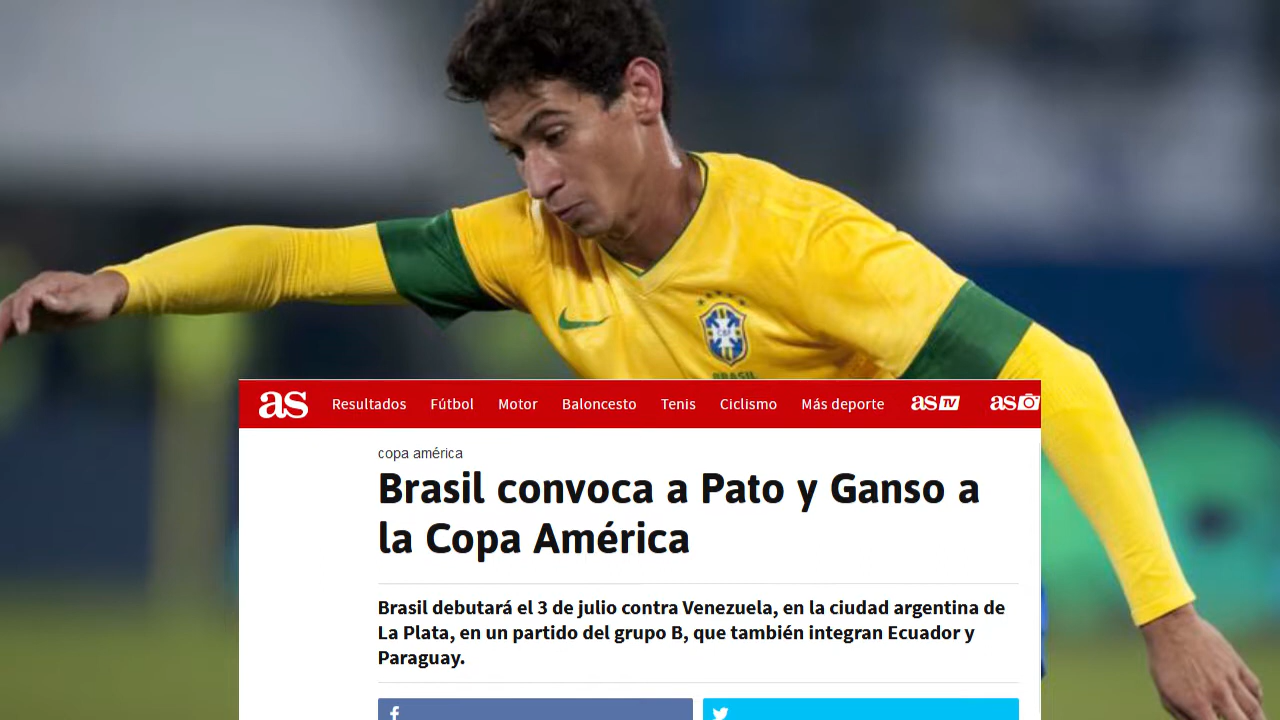 CBF
BRASIL
as Resultados Fútbol Motor Baloncesto Tenis Ciclismo Más deporte as TV as
copa américa
Brasil convoca a Pato y Ganso a
la Copa América
Brasil debutará el 3 de julio contra Venezuela, en la ciudad argentina de
La Plata, en un partido del grupo B, que también integran Ecuador y
Paraguay.